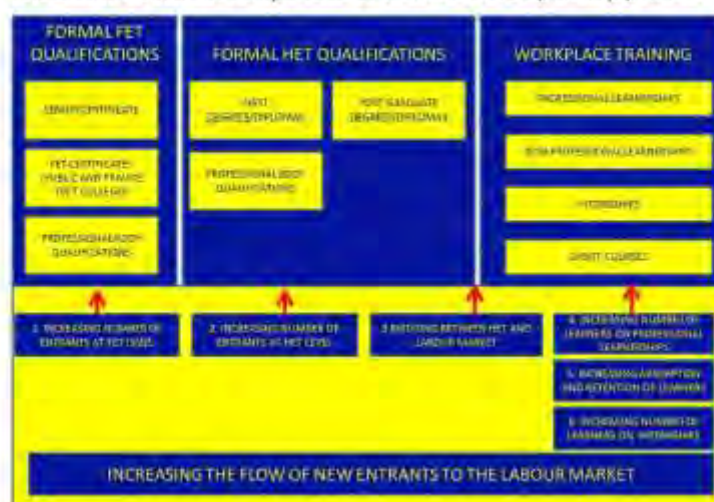 FORMAL FET
QUALIFICATIONS
SENIOR CERTIFICATE
FET CERTIFICATE
(PUBLIC AND PRIVATE
FET COLLEGES)
PROFESSIONAL BODY
QUALIFICATIONS
FORMAL HET QUALIFICATIONS
FIRST
DEGREES/DIPLOMAS
POST GRADUATE
DEGREES/DIPLOMAS
PROFESSIONAL BODY
QUALIFICATIONS
WORKPLACE TRAINING
PROFESSIONAL LEARNERSHIPS
NON PROFESSIONAL LEARNERSHIPS
INTERNSHIPS
SHORT COURSES
1. INCREASING NUMBER OF
ENTRANTS AT FET LEVEL
2. INCREASING NUMBER OF
ENTRANTS AT HET LEVEL
3 BRIDGING BETWEEN HET AND
LABOUR MARKET
4. INCREASING NUMBER OF
LEARNERS ON PROFESSIONAL
LEARNERSHIPS
5. INCREASING ABSORPTION
AND RETENTION OF LEARNERS
6. INCREASING NUMBER OF
LEARNERS ON INTERNSHIPS
INCREASING THE FLOW OF NEW ENTRANTS TO THE LABOUR MARKET